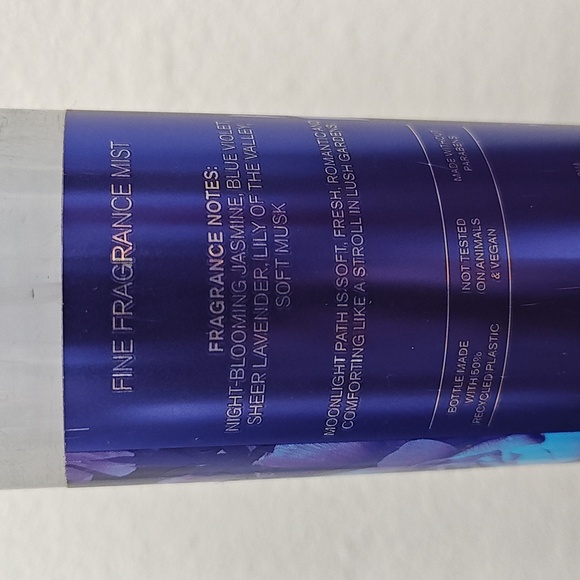 FINE FRAGRANCE MIST
FRAGRANCE NOTES:
NIGHT-BLOOMING JASMINE, BLUE VIOLET,
SHEER LAVENDER, LILY OF THE VALLEY,
SOFT MUSK
MOONLIGHT PATH IS SOFT, FRESH, ROMANTIC AND
COMFORTING LIKE A STROLL IN LUSH GARDENS.
BOTTLE MADE
WITH 50%
RECYCLED PLASTIC
NOT TESTED
ON ANIMALS
& VEGAN
MADE WITHOUT
PARABENS